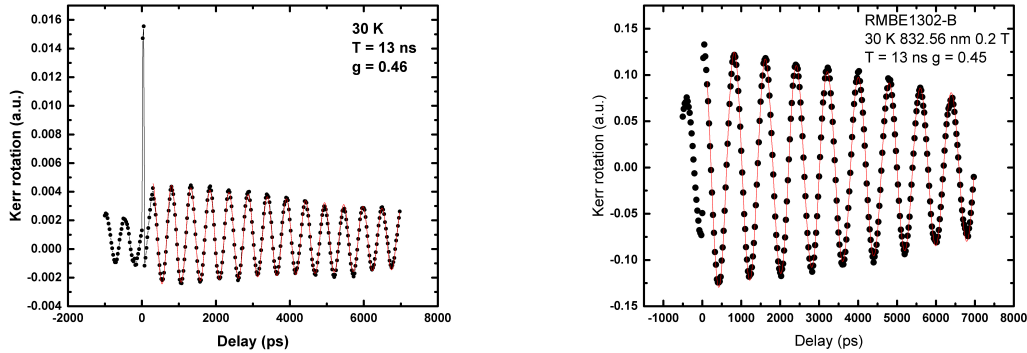 0.016
0.014
0.012
0.010
0.008
0.006
0.004
0.002
0.000
-0.002
-0.004
Kerr rotation (a.u.)
30 K
T = 13 ns
g = 0.46
-2000 0 2000 4000 6000 8000
Delay (ps)
0.15
0.10
0.05
0.00
-0.05
-0.10
-0.15
Kerr rotation (a.u.)
RMBE1302-B
30 K 832.56 nm 0.2 T
T = 13 ns g = 0.45
-1000 0 1000 2000 3000 4000 5000 6000 7000 8000
Delay (ps)